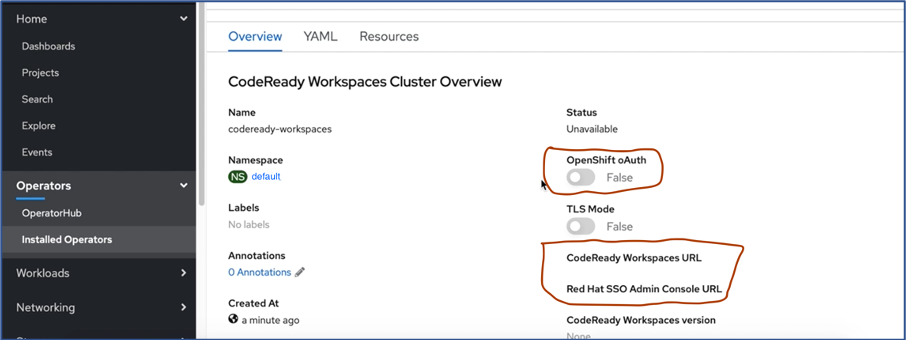 Home
Dashboards
Projects
Search
Explore
Events
Operators
OperatorHub
Installed Operators
Workloads
Networking
Overview YAML Resources
CodeReady Workspaces Cluster Overview
Name
codeready-workspaces
Namespace
NS default
Labels
No labels
Annotations
0 Annotations
Created At
a minute ago
Status
Unavailable
OpenShift oAuth
False
TLS Mode
False
CodeReady Workspaces URL
Red Hat SSO Admin Console URL
CodeReady Workspaces version
None